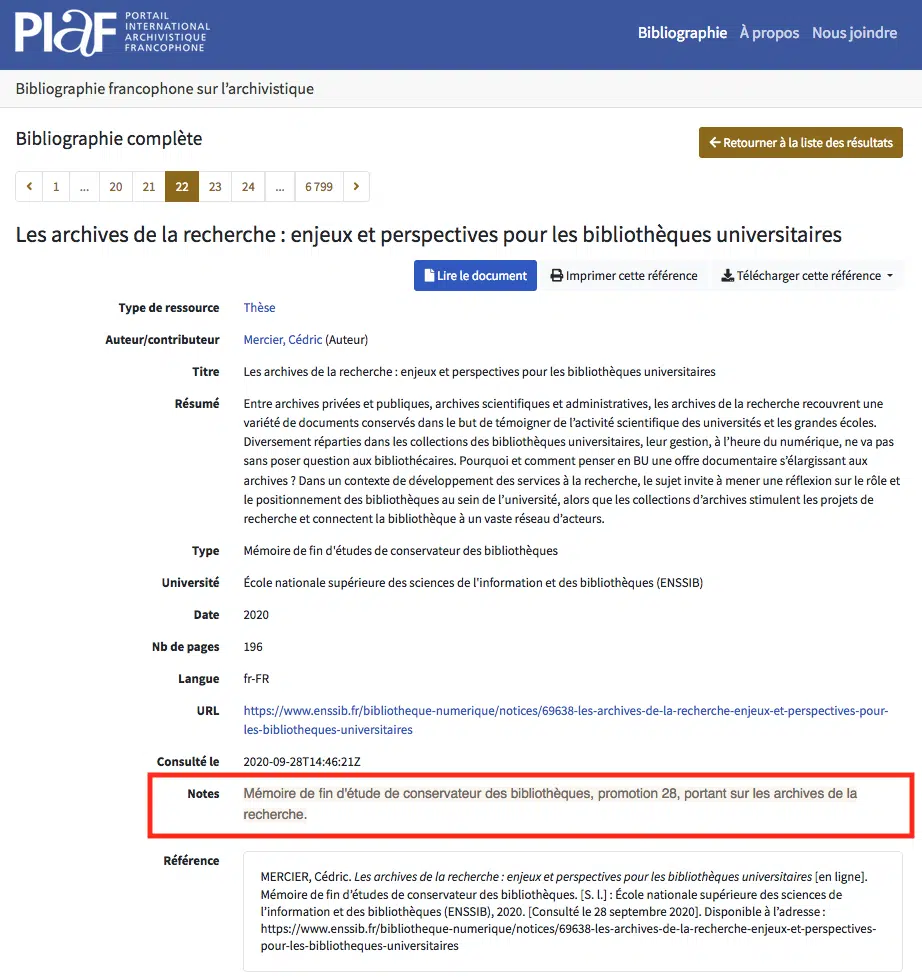 PIAF
PORTAIL
INTERNATIONAL
ARCHIVISTIQUE
FRANCOPHONE
Bibliographie À propos Nous joindre
Bibliographie francophone sur l'archivistique
Bibliographie complète
Retourner à la liste des résultats
1 ... 20 21 22 23 24 ... 6 799
Les archives de la recherche : enjeux et perspectives pour les bibliothèques universitaires
Lire le document Imprimer cette référence Télécharger cette référence
Type de ressource Thèse
Auteur/contributeur Mercier, Cédric (Auteur)
Titre Les archives de la recherche : enjeux et perspectives pour les bibliothèques universitaires
Résumé Entre archives privées et publiques, archives scientifiques et administratives, les archives de la recherche recouvrent une
variété de documents conservés dans le but de témoigner de l'activité scientifique des universités et les grandes écoles.
Diversement réparties dans les collections des bibliothèques universitaires, leur gestion, à l'heure du numérique, ne va pas
sans poser question aux bibliothécaires. Pourquoi et comment penser en BU une offre documentaire s'élargissant aux
archives ? Dans un contexte de développement des services à la recherche, le sujet invite à mener une réflexion sur le rôle et
le positionnement des bibliothèques au sein de l'université, alors que les collections d'archives stimulent les projets de
recherche et connectent la bibliothèque à un vaste réseau d'acteurs.
Type Mémoire de fin d'études de conservateur des bibliothèques
Université École nationale supérieure des sciences de l'information et des bibliothèques (ENSSIB)
Date 2020
Nb de pages 196
Langue fr-FR
URL https://www.enssib.fr/bibliotheque-numerique/notices/69638-les-archives-de-la-recherche-enjeux-et-perspectives-pour-
les-bibliotheques-universitaires
Consulté le 2020-09-28T14:46:21Z
Notes Mémoire de fin d'étude de conservateur des bibliothèques, promotion 28, portant sur les archives de la
recherche.
Référence MERCIER, Cédric. Les archives de la recherche : enjeux et perspectives pour les bibliothèques universitaires [en ligne].
Mémoire de fin d'études de conservateur des bibliothèques. [S. l.] : École nationale supérieure des sciences de
l'information et des bibliothèques (ENSSIB), 2020. [Consulté le 28 septembre 2020]. Disponible à l'adresse :
https://www.enssib.fr/bibliotheque-numerique/notices/69638-les-archives-de-la-recherche-enjeux-et-perspectives-
pour-les-bibliotheques-universitaires